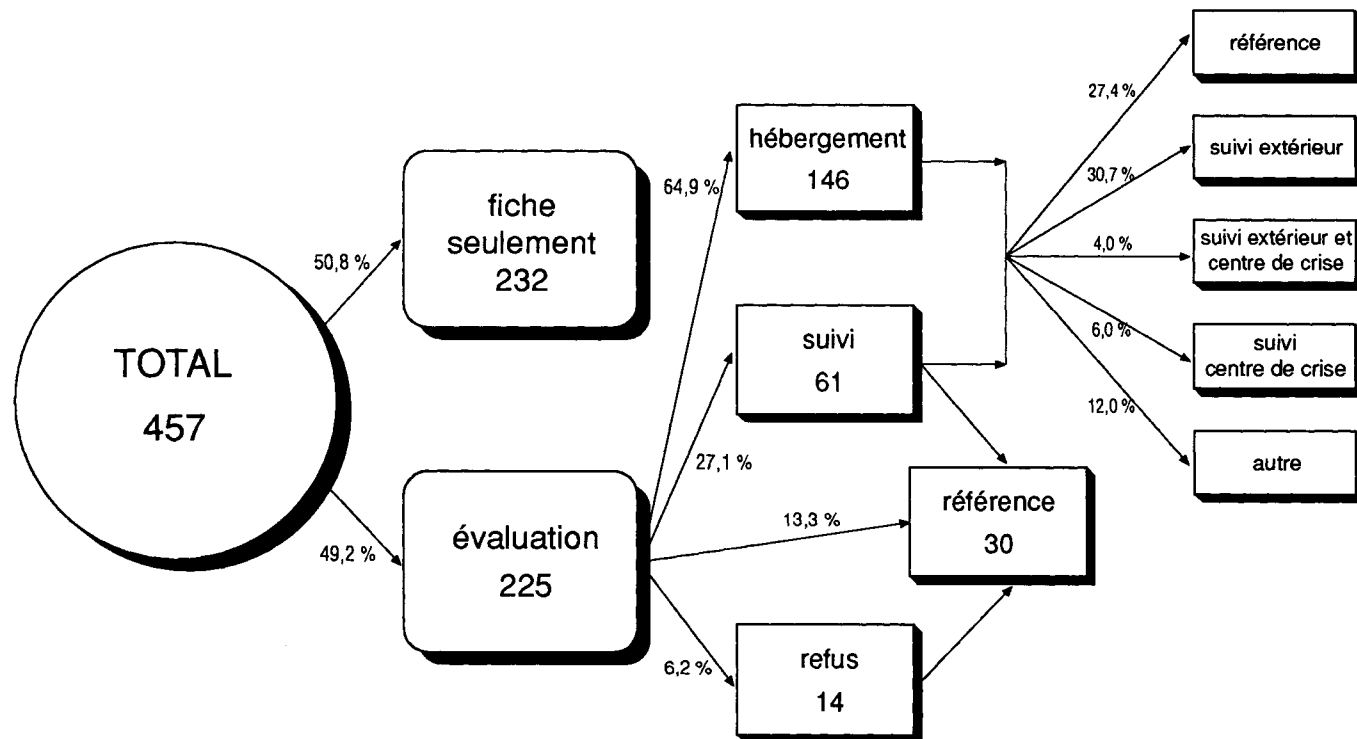 TOTAL
457
50,8 %
49,2 %
fiche
seulement
232
évaluation
225
64,9 %
27,1 %
13,3 %
6,2 %
hébergement
146
suivi
61
référence
30
refus
14
27,4 %
30,7 %
4,0 %
6,0 %
12,0 %
référence
suivi extérieur
suivi extérieur et
centre de crise
suivi
centre de crise
autre